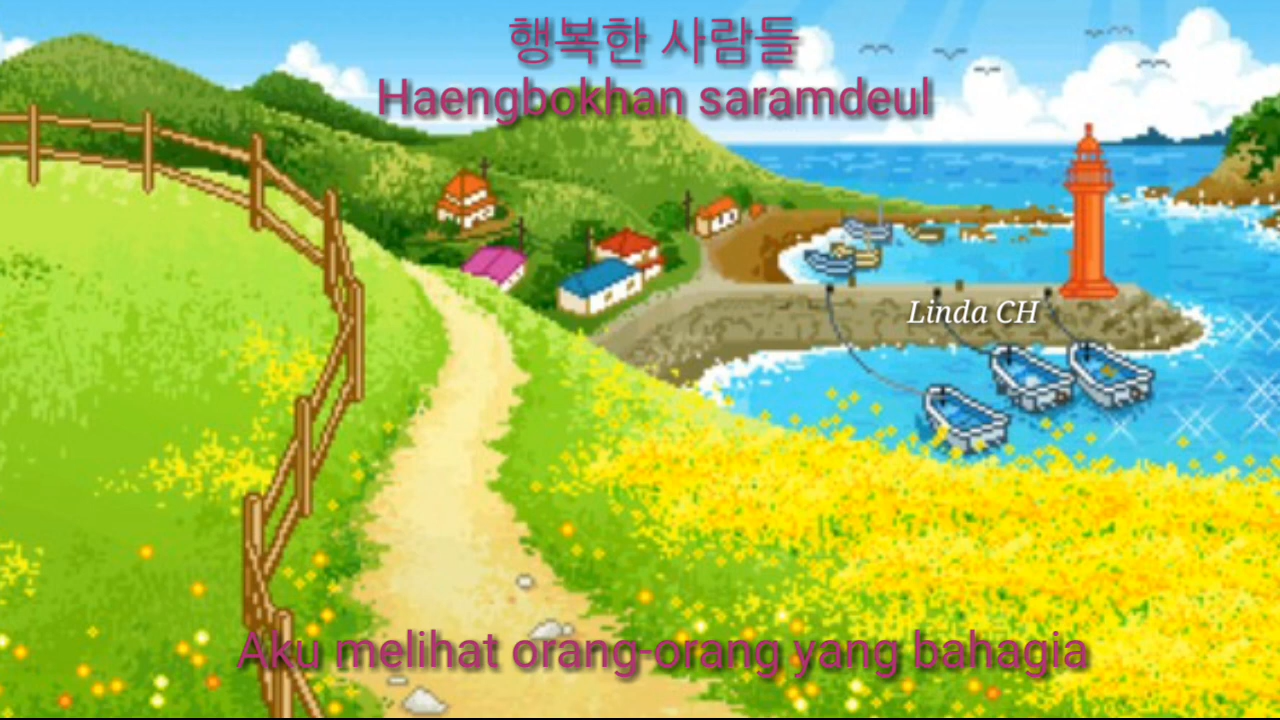 행복한 사람들
Haengbokhan saramdeul
Linda CH
Aku melihat orang-orang yang bahagia